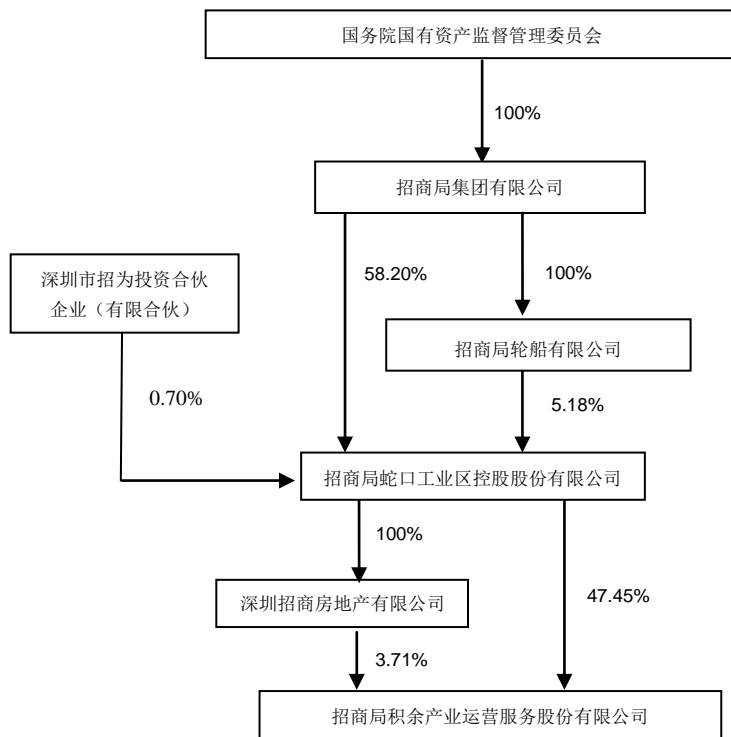 国务院国有资产监督管理委员会
100%
招商局集团有限公司
深圳市招为投资合伙
企业（有限合伙）
58.20%
100%
招商局轮船有限公司
0.70%
5.18%
招商局蛇口工业区控股股份有限公司
100%
深圳招商房地产有限公司
47.45%
3.71%
招商局积余产业运营服务股份有限公司